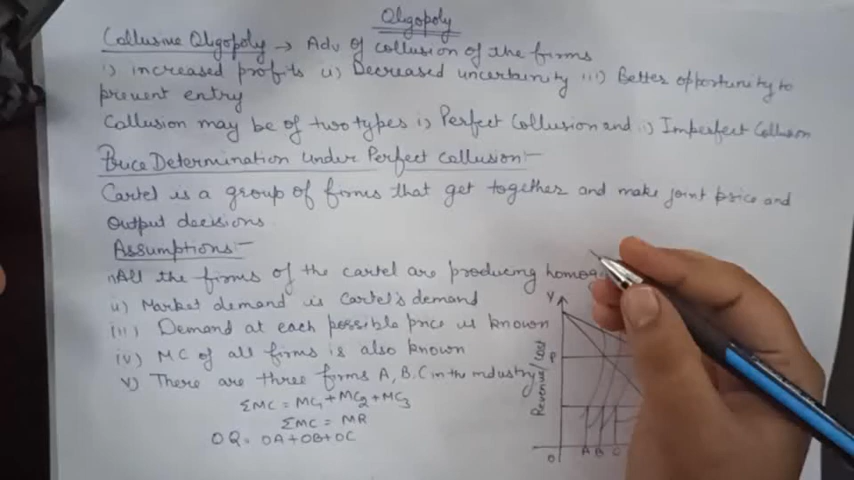 Oligopoly
Collusive Oligopoly → Adv of collusion of the firms
i) increased profits ii) Decreased uncertainity iii) Better opportunity to
prevent entry
Collusion may be of two types i) Perfect Collusion and i) Imperfect Collusion
Price Determination under Perfect collusion:-
Cartel is a group of firms that get together and make joint price and
output decisions
Assumptions:-
i) All the firms of the cartel are producing homog
ii) Market demand is Cartel's demand
(iii) Demand at each possible price is known
(iv) MC of all firms is also known
v) There are three firms A, B, C in the industry
ΣMC = MC1 + MC2 + MC3
ΣMC = MR
OQ = OA + OB + OC
Y
P
Revenue/Cost
O A B C